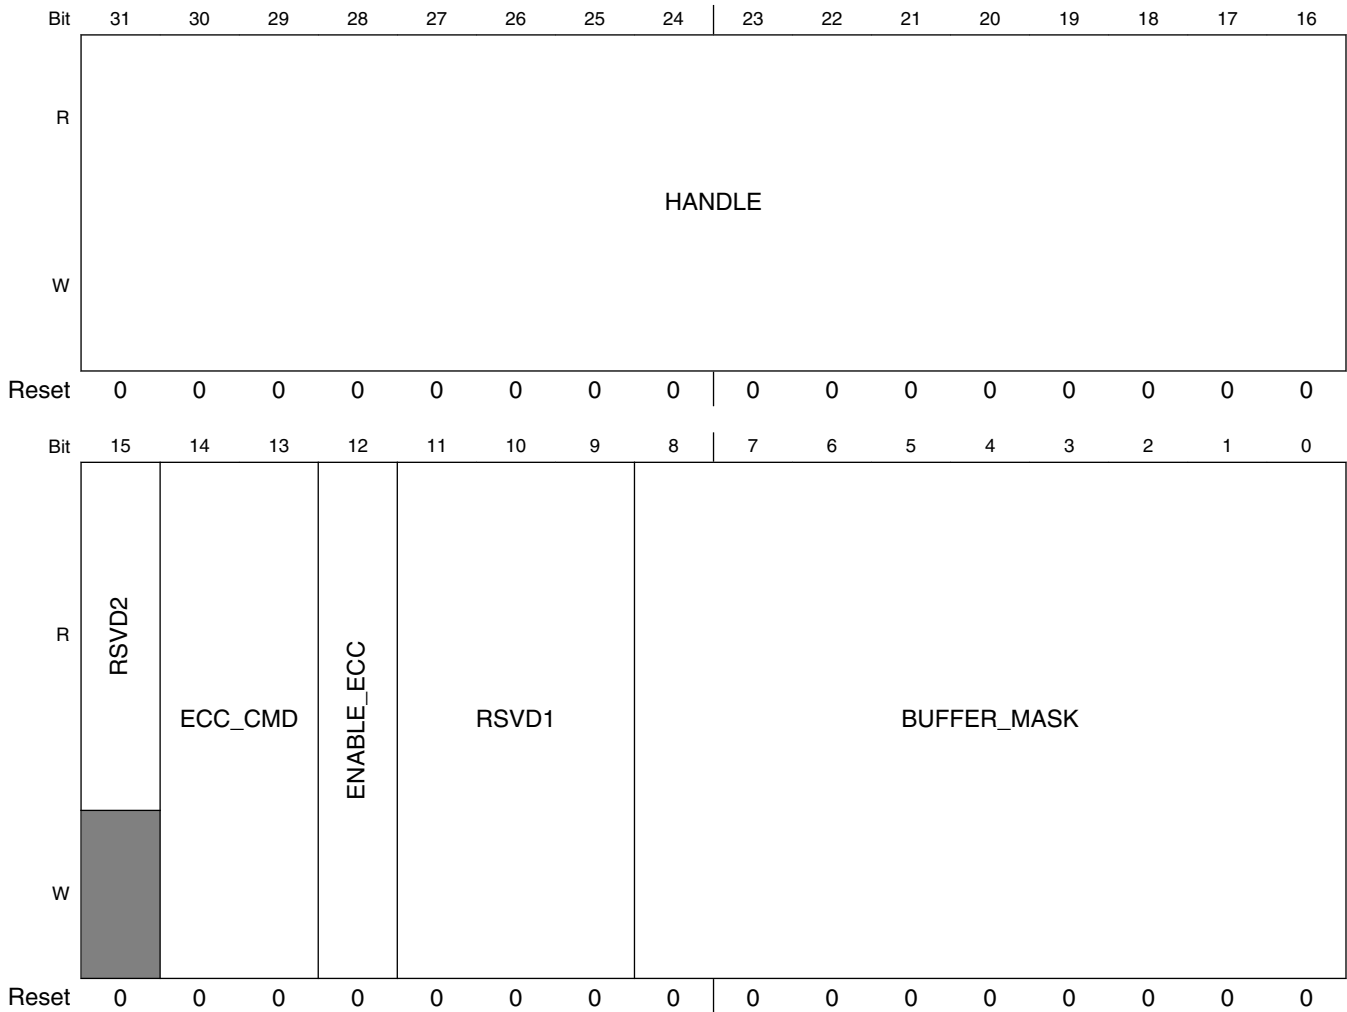 Bit 31 30 29 28 27 26 25 24 23 22 21 20 19 18 17 16
R
HANDLE
W
Reset 0 0 0 0 0 0 0 0 0 0 0 0 0 0 0 0
Bit 15 14 13 12 11 10 9 8 7 6 5 4 3 2 1 0
R
RSVD2
ECC_CMD
ENABLE_ECC
RSVD1
BUFFER_MASK
W
Reset 0 0 0 0 0 0 0 0 0 0 0 0 0 0 0 0